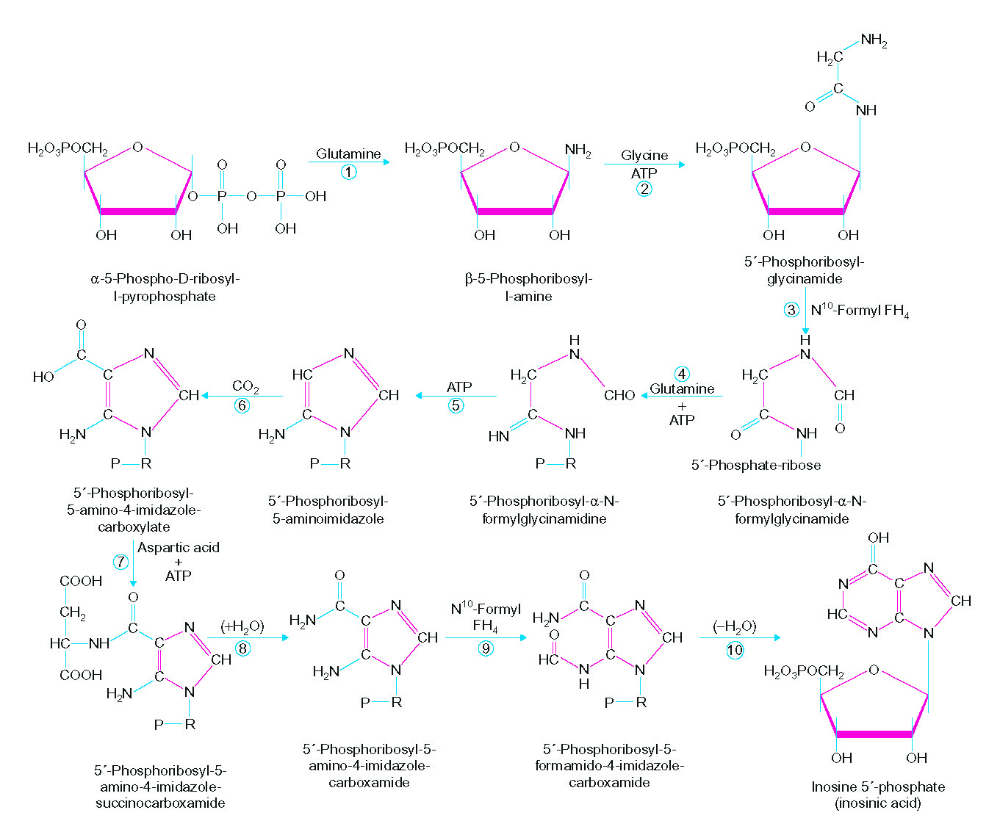 NH₂
H₂C
C
O
NH
H₂O₃POCH₂ O
O O
O P O P OH
OH OH
OH OH
Glutamine
1
H₂O₃POCH₂ O NH₂
OH OH
Glycine
ATP
2
H₂O₃POCH₂ O
OH OH
α-5-Phospho-D-ribosyl-
I-pyrophosphate
β-5-Phosphoribosyl-
I-amine
5´-Phosphoribosyl-
glycinamide
3 N¹⁰-Formyl FH₄
O
C
HO
C N
CH
C
H₂N N
P R
CO₂
6
HC N
CH
C
H₂N N
P R
ATP
5
H
N
H₂C
CHO
C
HN NH
P R
4
Glutamine
+
ATP
H
N
H₂C
CH
O
C
O NH
5´-Phosphate-ribose
5´-Phosphoribosyl-
5-amino-4-imidazole-
carboxylate
5´-Phosphoribosyl-
5-aminoimidazole
5´-Phosphoribosyl-α-N-
formylglycinamidine
5´-Phosphoribosyl-α-N-
formylglycinamide
7 Aspartic acid
+
ATP
COOH
CH₂
HC NH
COOH
O
C
C N
CH
C
H₂N N
P R
(+H₂O)
8
O
C
H₂N
C N
CH
C
H₂N N
P R
N¹⁰-Formyl
FH₄
9
O
C
H₂N
C N
CH
O
HC
N
H
C
N
P R
(–H₂O)
10
OH
C
N C N
CH
HC C
N N
H₂O₃POCH₂ O
OH OH
5´-Phosphoribosyl-5-
amino-4-imidazole-
succinocarboxamide
5´-Phosphoribosyl-5-
amino-4-imidazole-
carboxamide
5´-Phosphoribosyl-5-
formamido-4-imidazole-
carboxamide
Inosine 5´-phosphate
(inosinic acid)